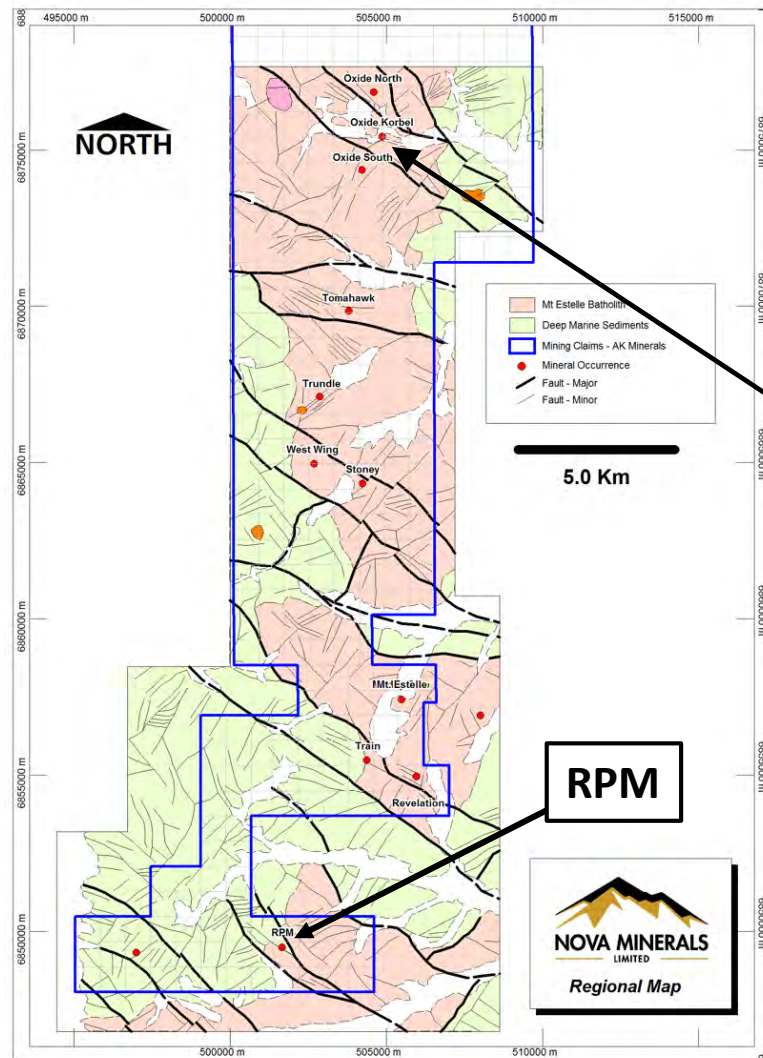 688
495000 m
500000 m
505000 m
510000 m
515000 m
NORTH
Oxide North
Oxide Korbel
Oxide South
6875000 m
Tomahawk
6870000 m
Mt Estelle Batholith
Deep Marine Sediments
Mining Claims - AK Minerals
Mineral Occurrence
Fault - Major
Fault - Minor
Trundle
West Wing
Stoney
6865000 m
5.0 Km
6860000 m
Mt. Estelle
Train
Revelation
6855000 m
RPM
RPM
6850000 m
NOVA MINERALS
LIMITED
Regional Map
500000 m
505000 m
510000 m